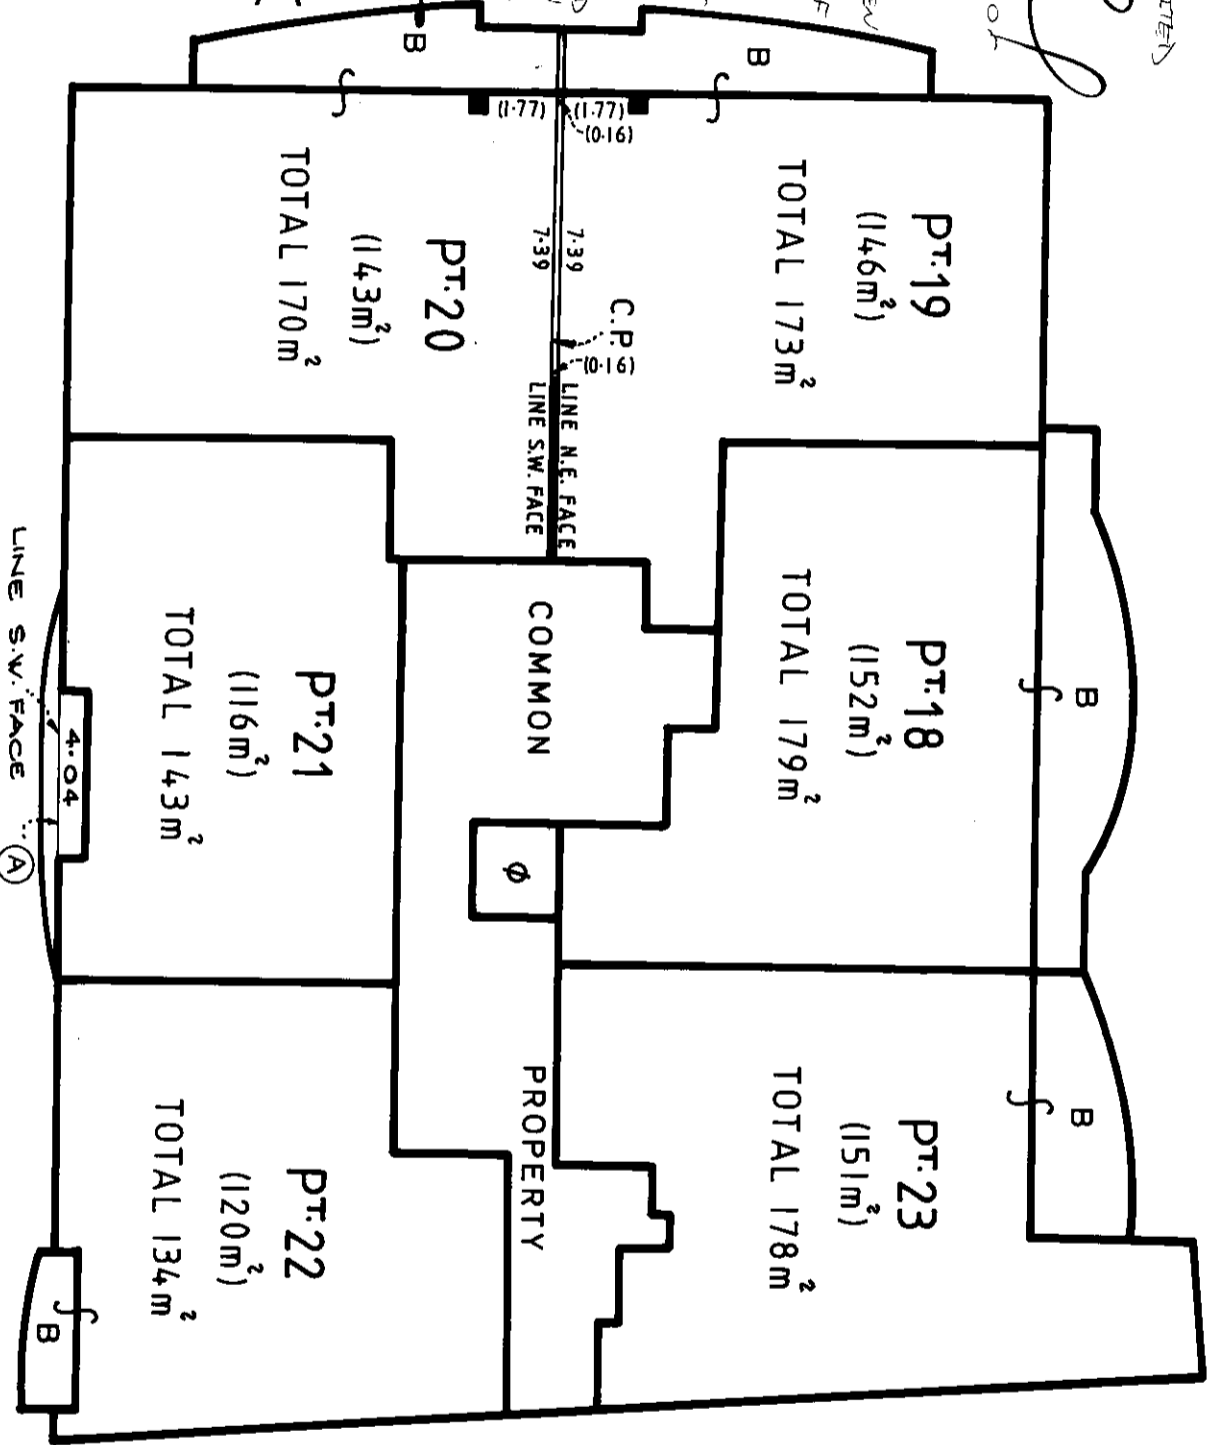 PT.19
(146m²)
TOTAL 173m²
B
PT.18
(152m²)
TOTAL 179m²
B
PT.23
(151m²)
TOTAL 178m²
B
(1.77)
(0.16)
7.39
C.P.
(0.16)
LINE N.E. FACE
(1.77)
7.39
LINE S.W. FACE
COMMON
PROPERTY
ø
PT.20
(143m²)
TOTAL 170m²
B
PT.21
(116m²)
TOTAL 143m²
4.04
LINE S.W. FACE
A
PT.22
(120m²)
TOTAL 134m²
B